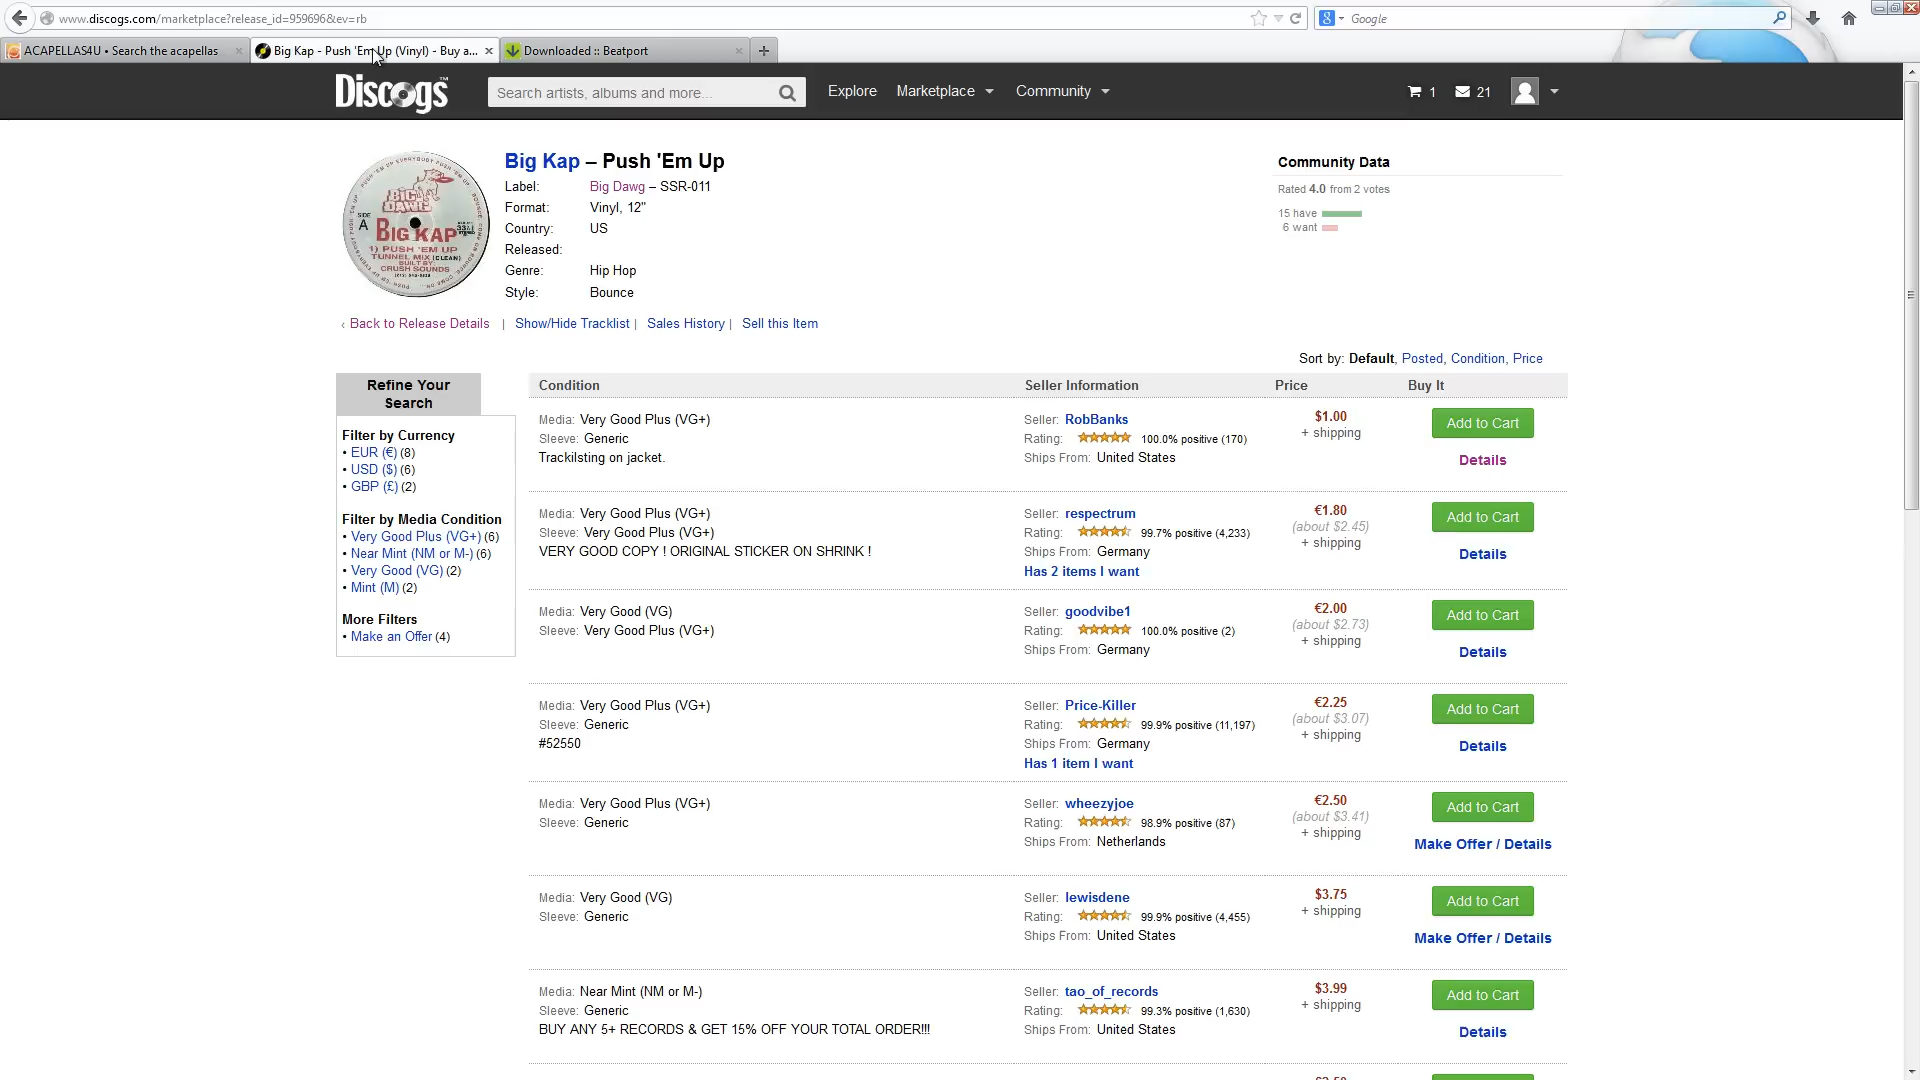 www.discogs.com/marketplace?release_id=959696&ev=rb
Google
ACAPELLAS4U • Search the acapellas
Big Kap - Push 'Em Up (Vinyl) - Buy a...
Downloaded :: Beatport
Discogs™
Search artists, albums and more...
Explore
Marketplace
Community
1
21
Big Kap – Push 'Em Up
Label: Big Dawg – SSR-011
Format: Vinyl, 12"
Country: US
Released:
Genre: Hip Hop
Style: Bounce
BIG DAWG
SIDE A
BIG KAP
1) PUSH 'EM UP
TUNNEL MIX (CLEAN)
BUILT BY
CRUSH SOUNDS
Community Data
Rated 4.0 from 2 votes
15 have
6 want
‹ Back to Release Details | Show/Hide Tracklist | Sales History | Sell this Item
Sort by: Default, Posted, Condition, Price
Refine Your
Search
Filter by Currency
• EUR (€) (8)
• USD ($) (6)
• GBP (£) (2)
Filter by Media Condition
• Very Good Plus (VG+) (6)
• Near Mint (NM or M-) (6)
• Very Good (VG) (2)
• Mint (M) (2)
More Filters
• Make an Offer (4)
Condition Seller Information Price Buy It
Media: Very Good Plus (VG+)
Sleeve: Generic
Trackilsting on jacket.
Seller: RobBanks
Rating: 100.0% positive (170)
Ships From: United States
$1.00
+ shipping
Add to Cart
Details
Media: Very Good Plus (VG+)
Sleeve: Very Good Plus (VG+)
VERY GOOD COPY ! ORIGINAL STICKER ON SHRINK !
Seller: respectrum
Rating: 99.7% positive (4,233)
Ships From: Germany
Has 2 items I want
€1.80
(about $2.45)
+ shipping
Add to Cart
Details
Media: Very Good (VG)
Sleeve: Very Good Plus (VG+)
Seller: goodvibe1
Rating: 100.0% positive (2)
Ships From: Germany
€2.00
(about $2.73)
+ shipping
Add to Cart
Details
Media: Very Good Plus (VG+)
Sleeve: Generic
#52550
Seller: Price-Killer
Rating: 99.9% positive (11,197)
Ships From: Germany
Has 1 item I want
€2.25
(about $3.07)
+ shipping
Add to Cart
Details
Media: Very Good Plus (VG+)
Sleeve: Generic
Seller: wheezyjoe
Rating: 98.9% positive (87)
Ships From: Netherlands
€2.50
(about $3.41)
+ shipping
Add to Cart
Make Offer / Details
Media: Very Good (VG)
Sleeve: Generic
Seller: lewisdene
Rating: 99.9% positive (4,455)
Ships From: United States
$3.75
+ shipping
Add to Cart
Make Offer / Details
Media: Near Mint (NM or M-)
Sleeve: Generic
BUY ANY 5+ RECORDS & GET 15% OFF YOUR TOTAL ORDER!!!
Seller: tao_of_records
Rating: 99.3% positive (1,630)
Ships From: United States
$3.99
+ shipping
Add to Cart
Details